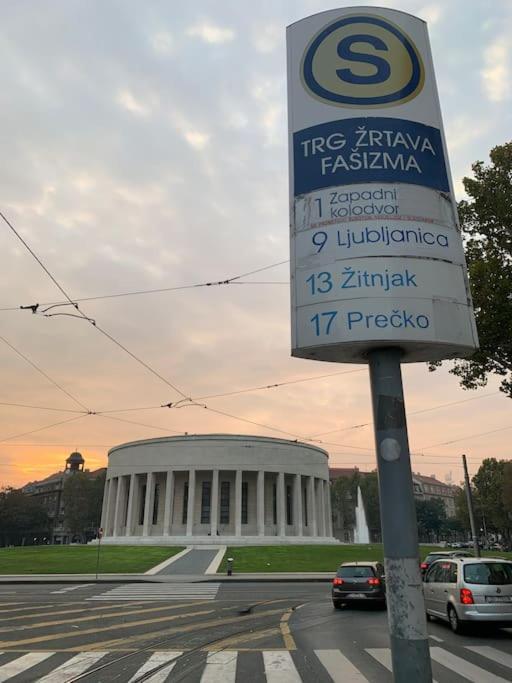 S
TRG ŽRTAVA
FAŠIZMA
1 Zapadni
kolodvor
9 Ljubljanica
13 Žitnjak
17 Prečko